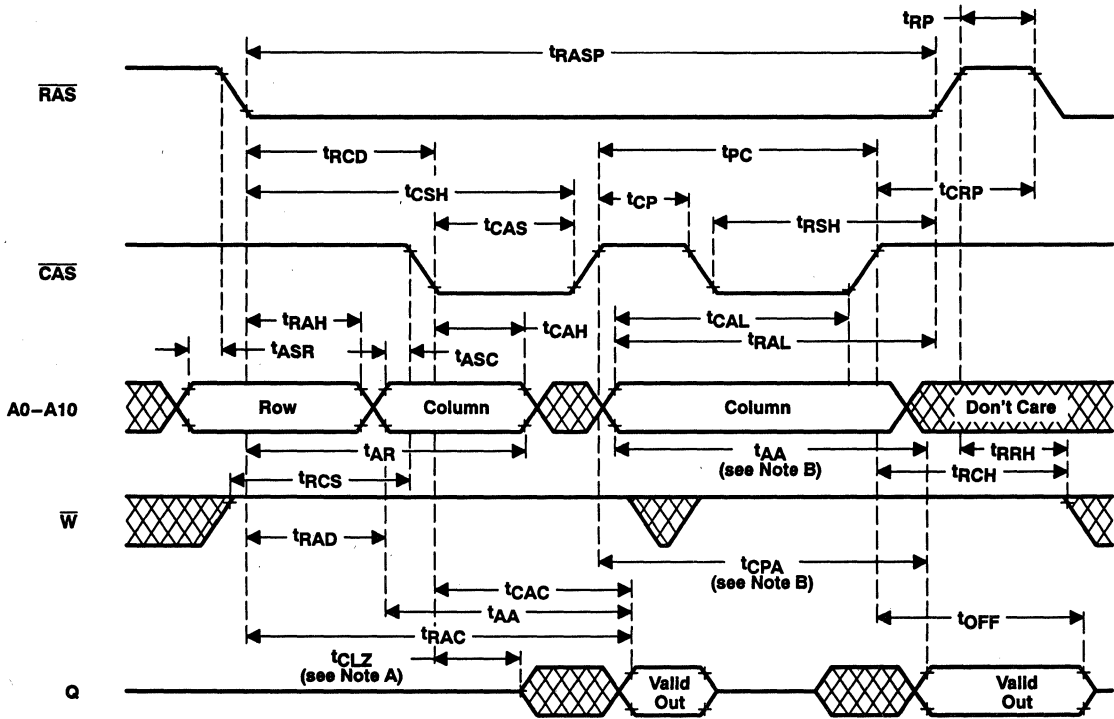 tRP
tRASP
RAS
tRCD
tPC
tCSH
tCP
tCRP
tCAS
tRSH
CAS
tRAH
tCAH
tCAL
tASR
tASC
tRAL
A0–A10
Row
Column
Column
Don't Care
tAR
tAA
(see Note B)
tRRH
tRCS
tRCH
W
tRAD
tCPA
(see Note B)
tCAC
tAA
tOFF
tRAC
tCLZ
(see Note A)
Q
Valid
Out
Valid
Out